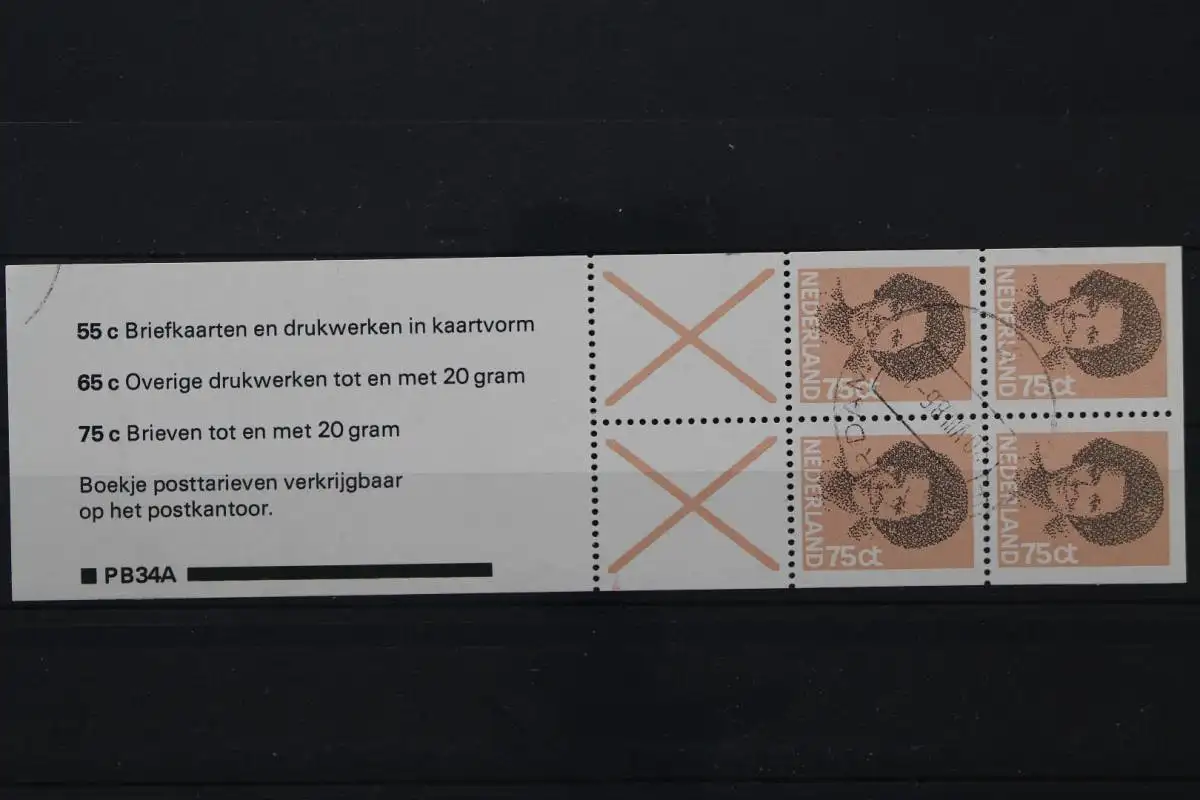 55 c Briefkaarten en drukwerken in kaartvorm
65 c Overige drukwerken tot en met 20 gram
75 c Brieven tot en met 20 gram
Boekje posttarieven verkrijgbaar
op het postkantoor.
PB34A
NEDERLAND
75ct
NEDERLAND
75ct
NEDERLAND
75ct
NEDERLAND
75ct